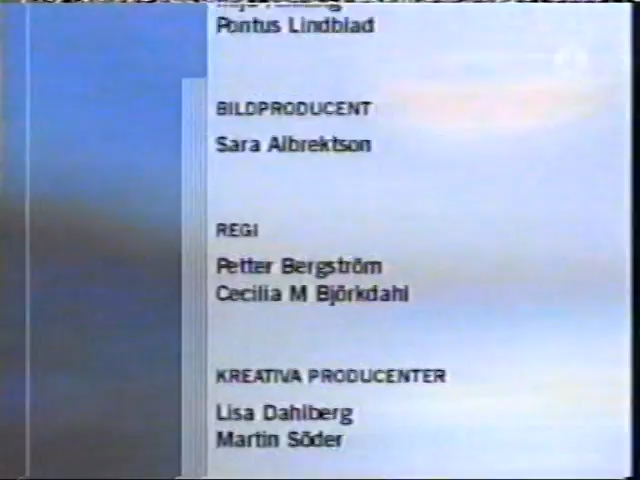 Pontus Lindblad
BILDPRODUCENT
Sara Albrektson
REGI
Petter Bergström
Cecilia M Björkdahl
KREATIVA PRODUCENTER
Lisa Dahlberg
Martin Söder